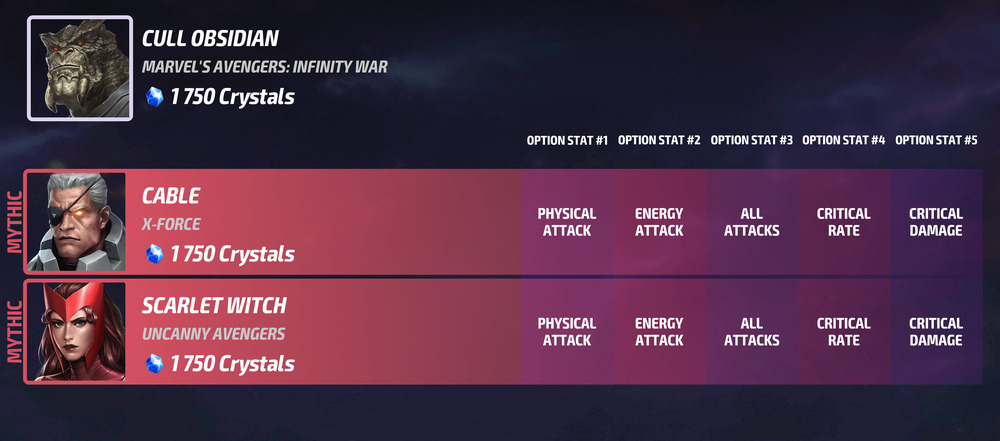 CULL OBSIDIAN
MARVEL'S AVENGERS: INFINITY WAR
1 750 Crystals
OPTION STAT #1 OPTION STAT #2 OPTION STAT #3 OPTION STAT #4 OPTION STAT #5
MYTHIC
CABLE
X-FORCE
1 750 Crystals
PHYSICAL
ATTACK
ENERGY
ATTACK
ALL
ATTACKS
CRITICAL
RATE
CRITICAL
DAMAGE
MYTHIC
SCARLET WITCH
UNCANNY AVENGERS
1 750 Crystals
PHYSICAL
ATTACK
ENERGY
ATTACK
ALL
ATTACKS
CRITICAL
RATE
CRITICAL
DAMAGE